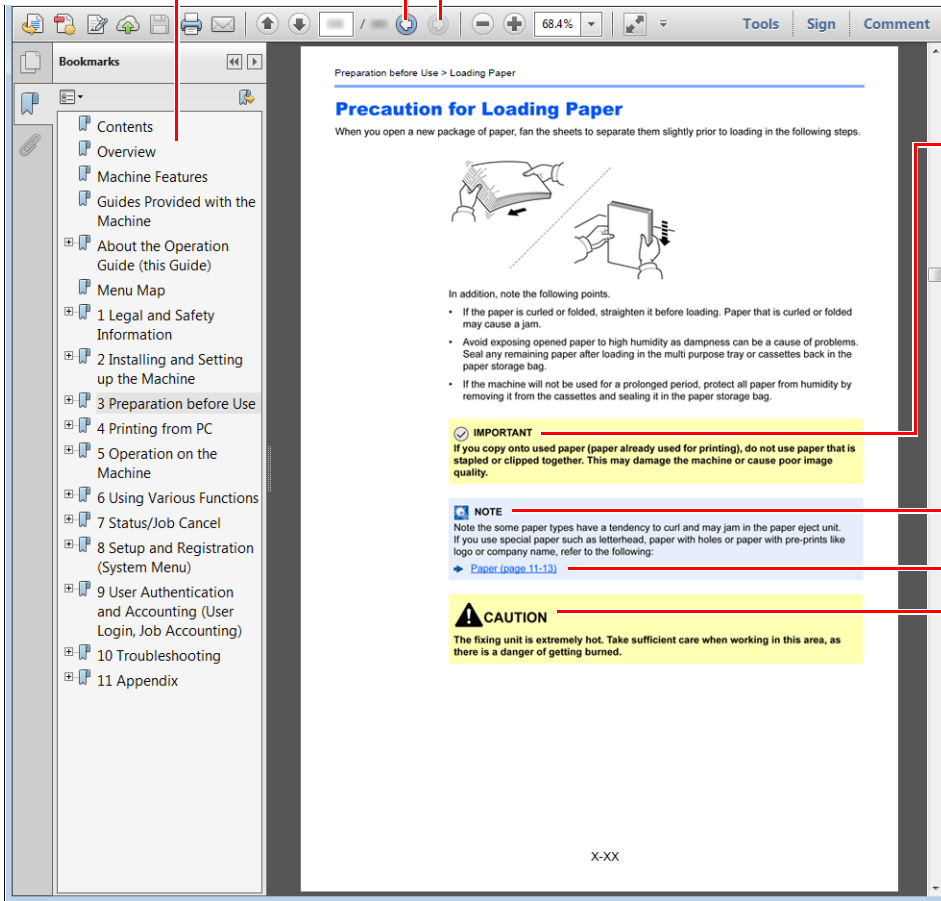 / 68.4% Tools Sign Comment
Bookmarks
Contents
Overview
Machine Features
Guides Provided with the
Machine
About the Operation
Guide (this Guide)
Menu Map
1 Legal and Safety
Information
2 Installing and Setting
up the Machine
3 Preparation before Use
4 Printing from PC
5 Operation on the
Machine
6 Using Various Functions
7 Status/Job Cancel
8 Setup and Registration
(System Menu)
9 User Authentication
and Accounting (User
Login, Job Accounting)
10 Troubleshooting
11 Appendix
Preparation before Use > Loading Paper
Precaution for Loading Paper
When you open a new package of paper, fan the sheets to separate them slightly prior to loading in the following steps.
In addition, note the following points.
• If the paper is curled or folded, straighten it before loading. Paper that is curled or folded
may cause a jam.
• Avoid exposing opened paper to high humidity as dampness can be a cause of problems.
Seal any remaining paper after loading in the multi purpose tray or cassettes back in the
paper storage bag.
• If the machine will not be used for a prolonged period, protect all paper from humidity by
removing it from the cassettes and sealing it in the paper storage bag.
IMPORTANT
If you copy onto used paper (paper already used for printing), do not use paper that is
stapled or clipped together. This may damage the machine or cause poor image
quality.
NOTE
Note the some paper types have a tendency to curl and may jam in the paper eject unit.
If you use special paper such as letterhead, paper with holes or paper with pre-prints like
logo or company name, refer to the following:
Paper (page 11-13)
CAUTION
The fixing unit is extremely hot. Take sufficient care when working in this area, as
there is a danger of getting burned.
X-XX